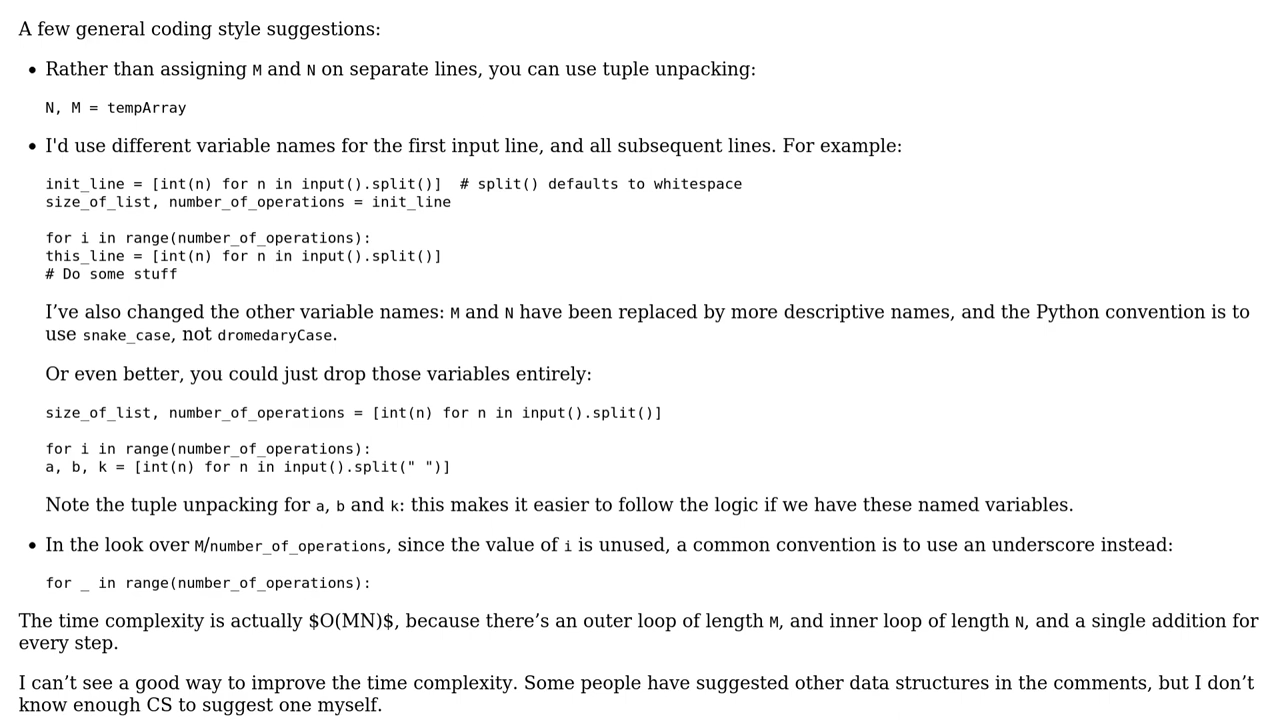 A few general coding style suggestions:
• Rather than assigning M and N on separate lines, you can use tuple unpacking:
N, M = tempArray
• I'd use different variable names for the first input line, and all subsequent lines. For example:
init_line = [int(n) for n in input().split()]  # split() defaults to whitespace
size_of_list, number_of_operations = init_line
for i in range(number_of_operations):
this_line = [int(n) for n in input().split()]
# Do some stuff
I’ve also changed the other variable names: M and N have been replaced by more descriptive names, and the Python convention is to
use snake_case, not dromedaryCase.
Or even better, you could just drop those variables entirely:
size_of_list, number_of_operations = [int(n) for n in input().split()]
for i in range(number_of_operations):
a, b, k = [int(n) for n in input().split(" ")]
Note the tuple unpacking for a, b and k: this makes it easier to follow the logic if we have these named variables.
• In the look over M/number_of_operations, since the value of i is unused, a common convention is to use an underscore instead:
for _ in range(number_of_operations):
The time complexity is actually $O(MN)$, because there’s an outer loop of length M, and inner loop of length N, and a single addition for
every step.
I can’t see a good way to improve the time complexity. Some people have suggested other data structures in the comments, but I don’t
know enough CS to suggest one myself.